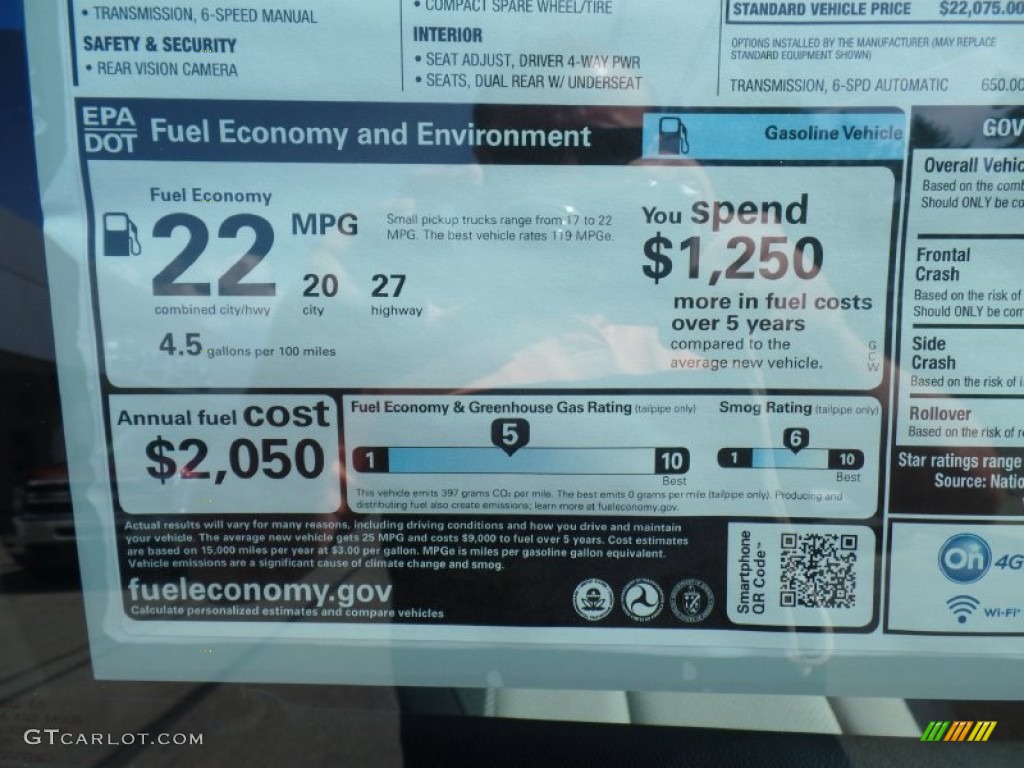 • TRANSMISSION, 6-SPEED MANUAL
SAFETY & SECURITY
• REAR VISION CAMERA
• COMPACT SPARE WHEEL/TIRE
INTERIOR
• SEAT ADJUST, DRIVER 4-WAY PWR
• SEATS, DUAL REAR W/ UNDERSEAT
STANDARD VEHICLE PRICE $22,075.00
OPTIONS INSTALLED BY THE MANUFACTURER (MAY REPLACE
STANDARD EQUIPMENT SHOWN)
TRANSMISSION, 6-SPD AUTOMATIC 650.00
EPA
DOT
Fuel Economy and Environment
Gasoline Vehicle
Fuel Economy
22 MPG
combined city/hwy
20
city
27
highway
4.5 gallons per 100 miles
Small pickup trucks range from 17 to 22
MPG. The best vehicle rates 119 MPGe.
You spend
$1,250
more in fuel costs
over 5 years
compared to the
average new vehicle.
G
C
W
Annual fuel cost
$2,050
Fuel Economy & Greenhouse Gas Rating (tailpipe only)
5
1 10
Best
Smog Rating (tailpipe only)
6
1 10
Best
This vehicle emits 397 grams CO₂ per mile. The best emits 0 grams per mile (tailpipe only). Producing and
distributing fuel also create emissions; learn more at fueleconomy.gov.
Actual results will vary for many reasons, including driving conditions and how you drive and maintain
your vehicle. The average new vehicle gets 25 MPG and costs $9,000 to fuel over 5 years. Cost estimates
are based on 15,000 miles per year at $3.00 per gallon. MPGe is miles per gasoline gallon equivalent.
Vehicle emissions are a significant cause of climate change and smog.
fueleconomy.gov
Calculate personalized estimates and compare vehicles
Smartphone
QR Code™
GOV
Overall Vehic
Based on the comb
Should ONLY be co
Frontal
Crash
Based on the risk of
Should ONLY be com
Side
Crash
Based on the risk of i
Rollover
Based on the risk of r
Star ratings range
Source: Natio
On 4G
Wi-Fi
GTCARLOT.COM